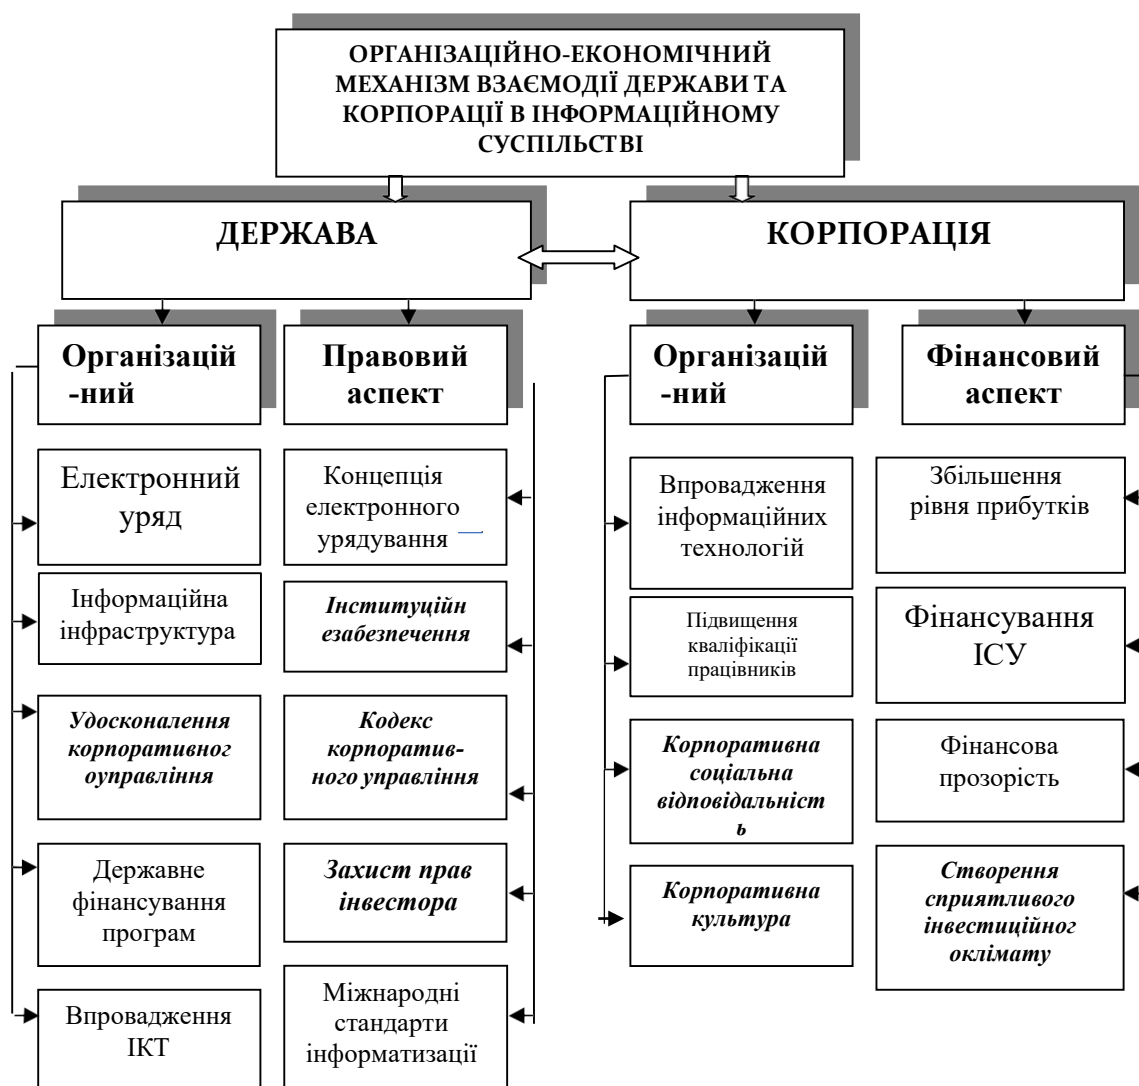 ОРГАНІЗАЦІЙНО-ЕКОНОМІЧНИЙ
МЕХАНІЗМ ВЗАЄМОДІЇ ДЕРЖАВИ ТА
КОРПОРАЦІЇ В ІНФОРМАЦІЙНОМУ
СУСПІЛЬСТВІ
ДЕРЖАВА
КОРПОРАЦІЯ
Організацій
-ний
Правовий
аспект
Організацій
-ний
Фінансовий
аспект
Електронний
уряд
Інформаційна
інфраструктура
Удосконалення
корпоративног
оуправління
Державне
фінансування
програм
Впровадження
ІКТ
Концепція
електронного
урядування
Інституційн
езабезпечення
Кодекс
корпоратив-
ного управління
Захист прав
інвестора
Міжнародні
стандарти
інформатизації
Впровадження
інформаційних
технологій
Підвищення
кваліфікації
працівників
Корпоративна
соціальна
відповідальніст
ь
Корпоративна
культура
Збільшення
рівня прибутків
Фінансування
ІСУ
Фінансова
прозорість
Створення
сприятливого
інвестиційног
оклімату